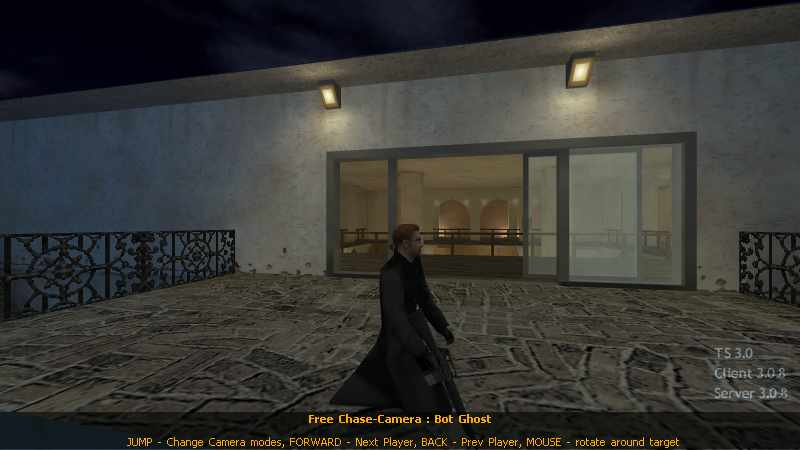 TS 3.0
Client 3.0.8
Server 3.0.8
Free Chase-Camera : Bot Ghost
JUMP - Change Camera modes, FORWARD - Next Player, BACK - Prev Player, MOUSE - rotate around target